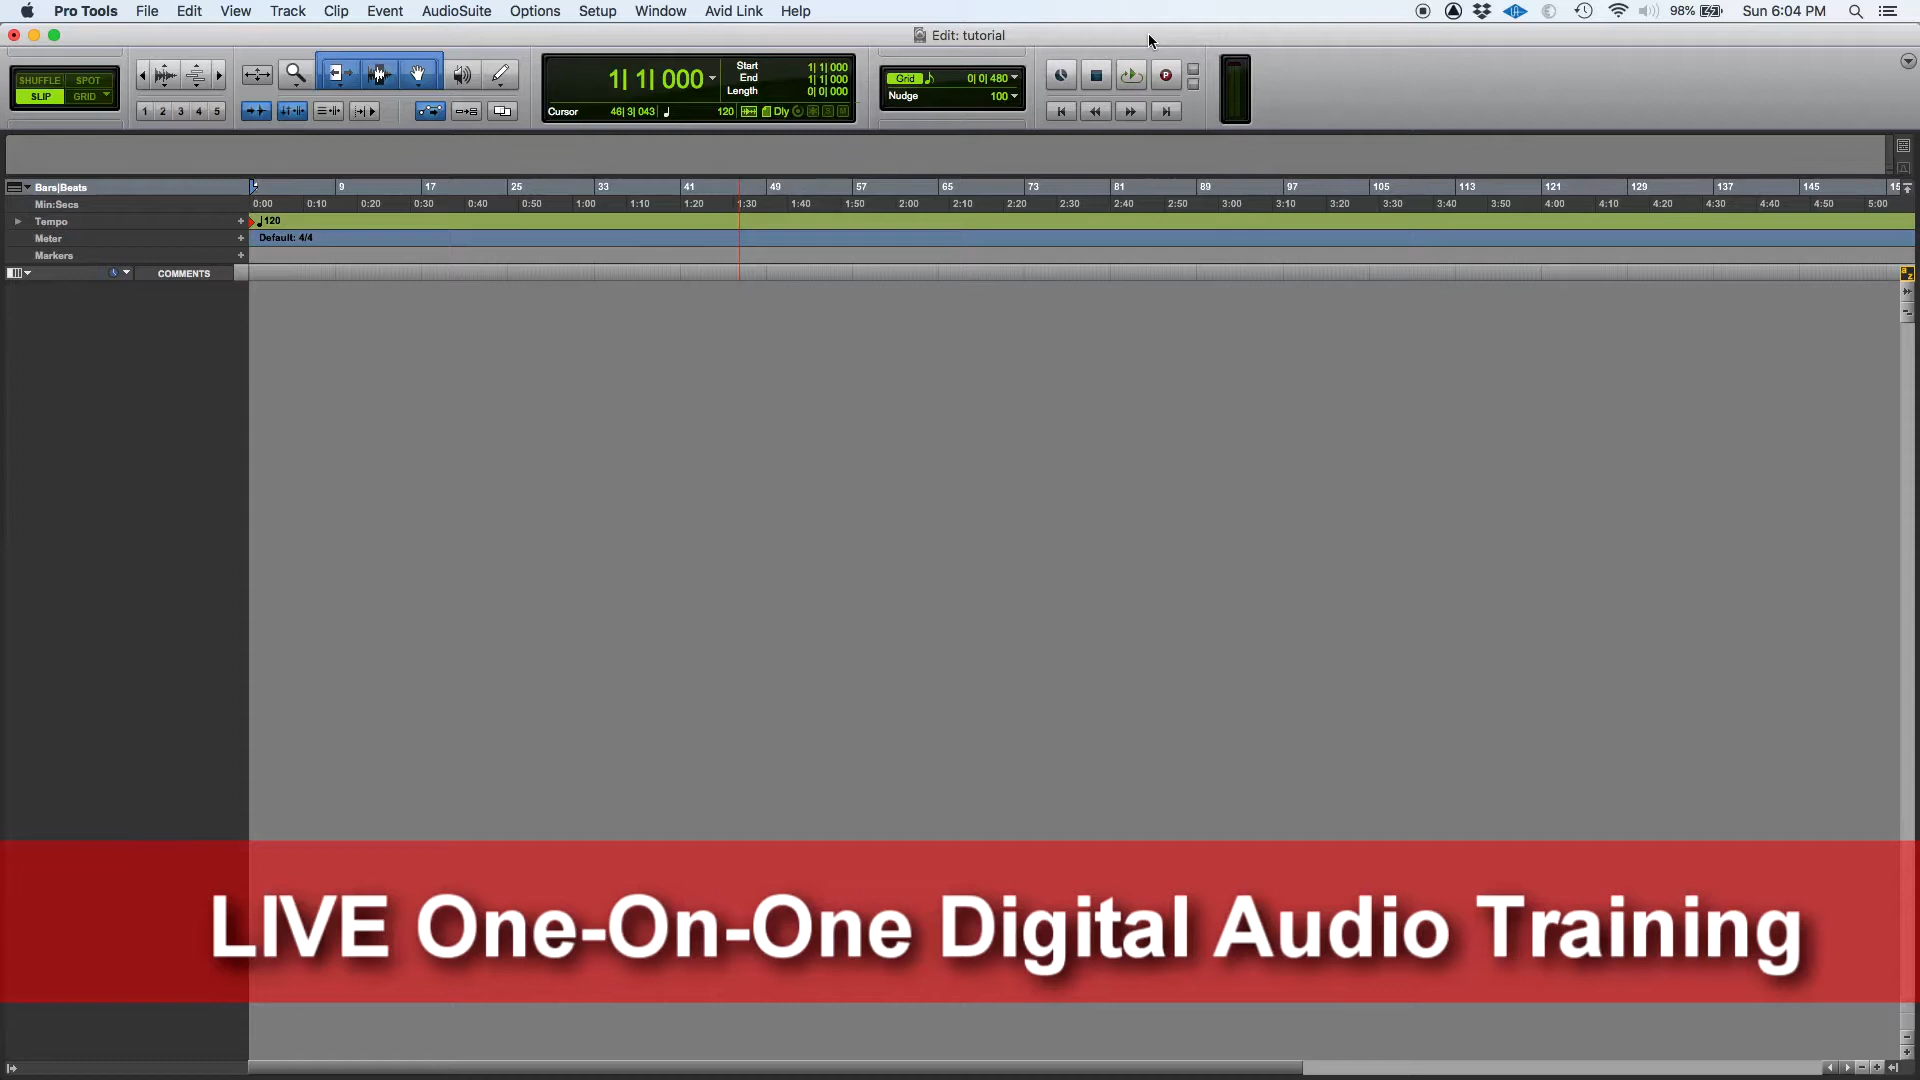 Pro Tools File Edit View Track Clip Event AudioSuite Options Setup Window Avid Link Help 98% Sun 6:04 PM
Edit: tutorial
SHUFFLE SPOT
SLIP GRID
1 2 3 4 5
1| 1| 000
Start 1| 1| 000
End 1| 1| 000
Length 0| 0| 000
Cursor 46| 3| 043 120 Dly S M
Grid 0| 0| 480
Nudge 100
P
Bars|Beats 9 17 25 33 41 49 57 65 73 81 89 97 105 113 121 129 137 145 15
Min:Secs 0:00 0:10 0:20 0:30 0:40 0:50 1:00 1:10 1:20 1:30 1:40 1:50 2:00 2:10 2:20 2:30 2:40 2:50 3:00 3:10 3:20 3:30 3:40 3:50 4:00 4:10 4:20 4:30 4:40 4:50 5:00
Tempo 120
Meter Default: 4/4
Markers
COMMENTS
a z
LIVE One-On-One Digital Audio Training